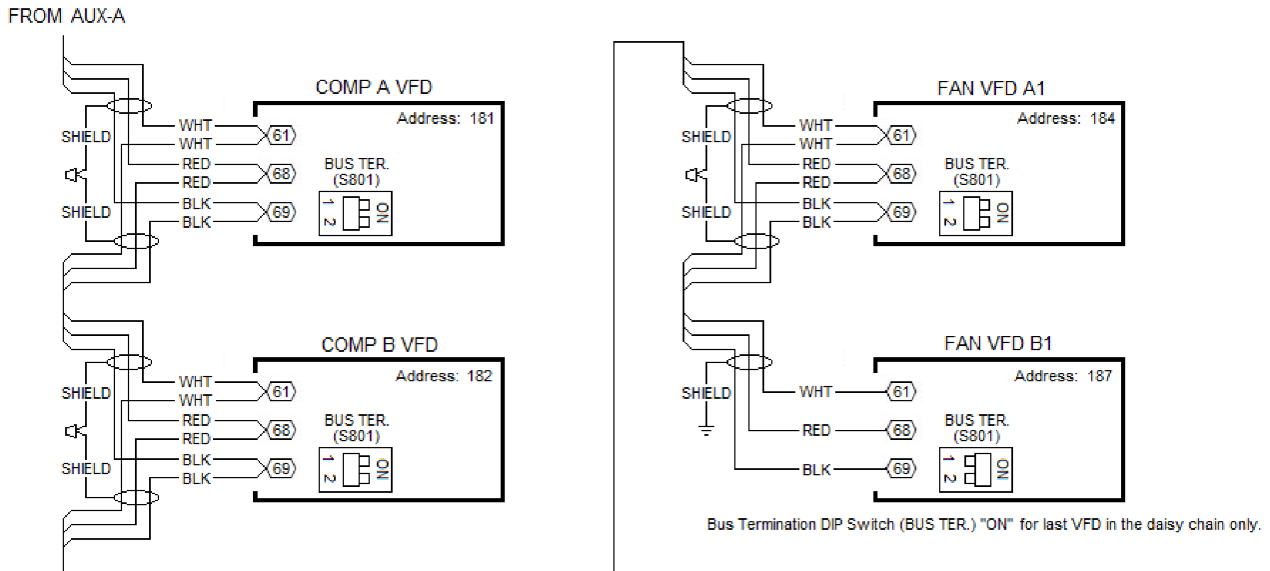 FROM AUX-A
COMP A VFD
Address: 181
SHIELD
WHT
WHT
61
RED
RED
68
BLK
BLK
69
SHIELD
BUS TER.
(S801)
1
2
ON
COMP B VFD
Address: 182
SHIELD
WHT
WHT
61
RED
RED
68
BLK
BLK
69
SHIELD
BUS TER.
(S801)
1
2
ON
FAN VFD A1
Address: 184
SHIELD
WHT
WHT
61
RED
RED
68
BLK
BLK
69
SHIELD
BUS TER.
(S801)
1
2
ON
FAN VFD B1
Address: 187
SHIELD
WHT
61
RED
68
BLK
69
BUS TER.
(S801)
1
2
ON
Bus Termination DIP Switch (BUS TER.) "ON" for last VFD in the daisy chain only.